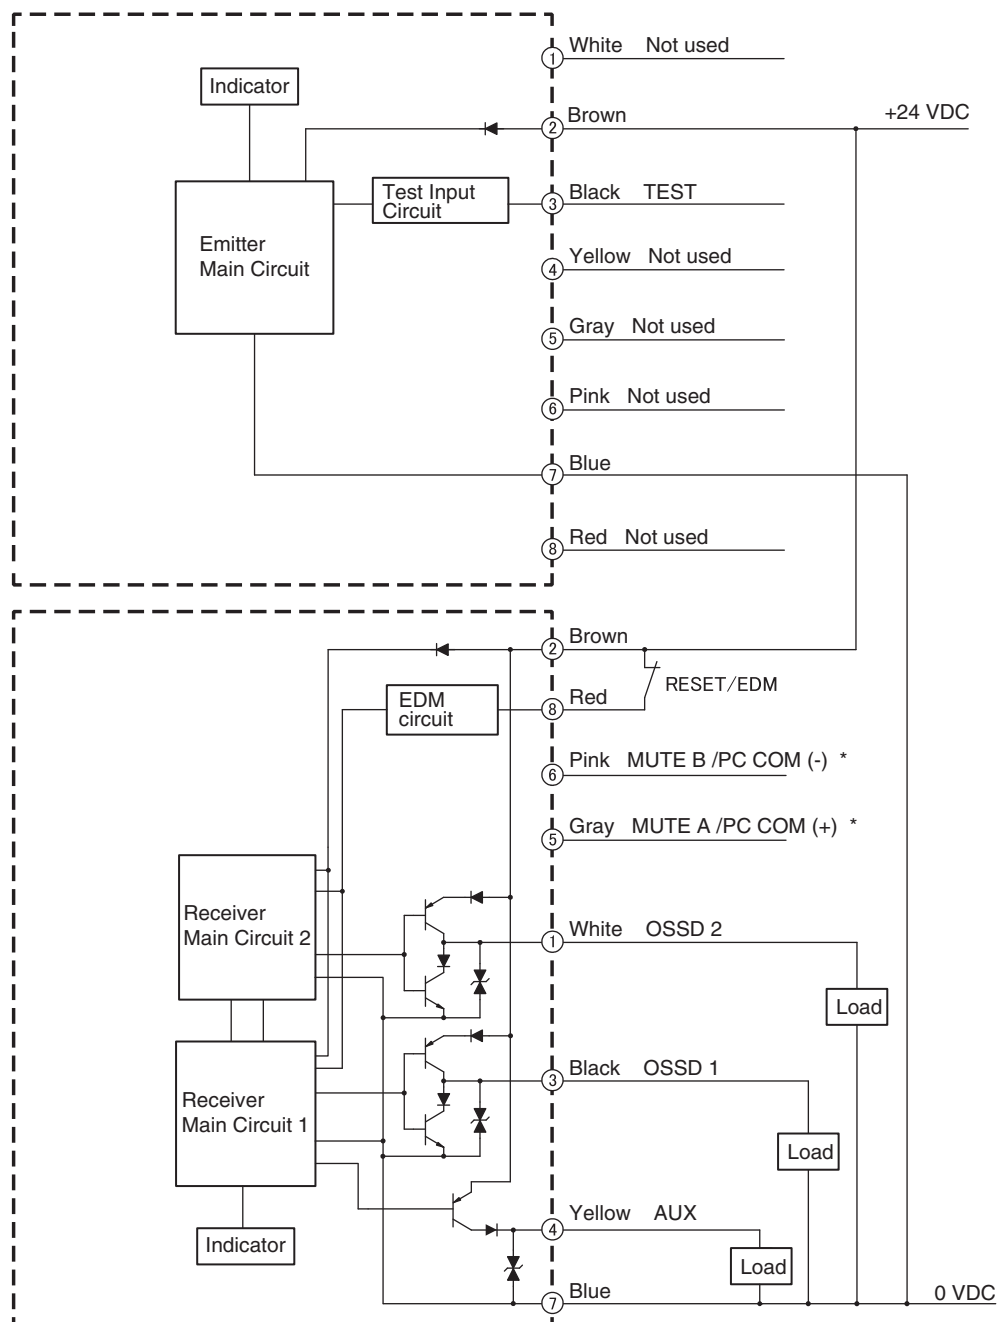 1 White Not used
Indicator
2 Brown +24 VDC
3 Black TEST
Test Input
Circuit
Emitter
Main Circuit
4 Yellow Not used
5 Gray Not used
6 Pink Not used
7 Blue
8 Red Not used
2 Brown
RESET/EDM
EDM
circuit
8 Red
6 Pink MUTE B /PC COM (-) *
5 Gray MUTE A /PC COM (+) *
Receiver
Main Circuit 2
1 White OSSD 2
Load
3 Black OSSD 1
Receiver
Main Circuit 1
Load
4 Yellow AUX
Indicator
Load
7 Blue
0 VDC